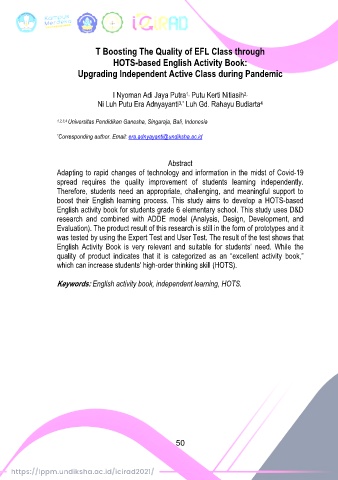 Kampus
Merdeka
iCIRAD
T Boosting The Quality of EFL Class through
HOTS-based English Activity Book:
Upgrading Independent Active Class during Pandemic
I Nyoman Adi Jaya Putra1, Putu Kerti Nitiasih2,
Ni Luh Putu Era Adnyayanti3,* Luh Gd. Rahayu Budiarta4
1,2,3,4 Universitas Pendidikan Ganesha, Singaraja, Bali, Indonesia
*Corresponding author. Email: era.adnyayanti@undiksha.ac.id
Abstract
Adapting to rapid changes of technology and information in the midst of Covid-19
spread requires the quality improvement of students learning independently.
Therefore, students need an appropriate, challenging, and meaningful support to
boost their English learning process. This study aims to develop a HOTS-based
English activity book for students grade 6 elementary school. This study uses D&D
research and combined with ADDE model (Analysis, Design, Development, and
Evaluation). The product result of this research is still in the form of prototypes and it
was tested by using the Expert Test and User Test. The result of the test shows that
English Activity Book is very relevant and suitable for students' need. While the
quality of product indicates that it is categorized as an "excellent activity book,"
which can increase students' high-order thinking skill (HOTS).
Keywords: English activity book, independent learning, HOTS.
50
https://lppm.undiksha.ac.id/icirad2021/